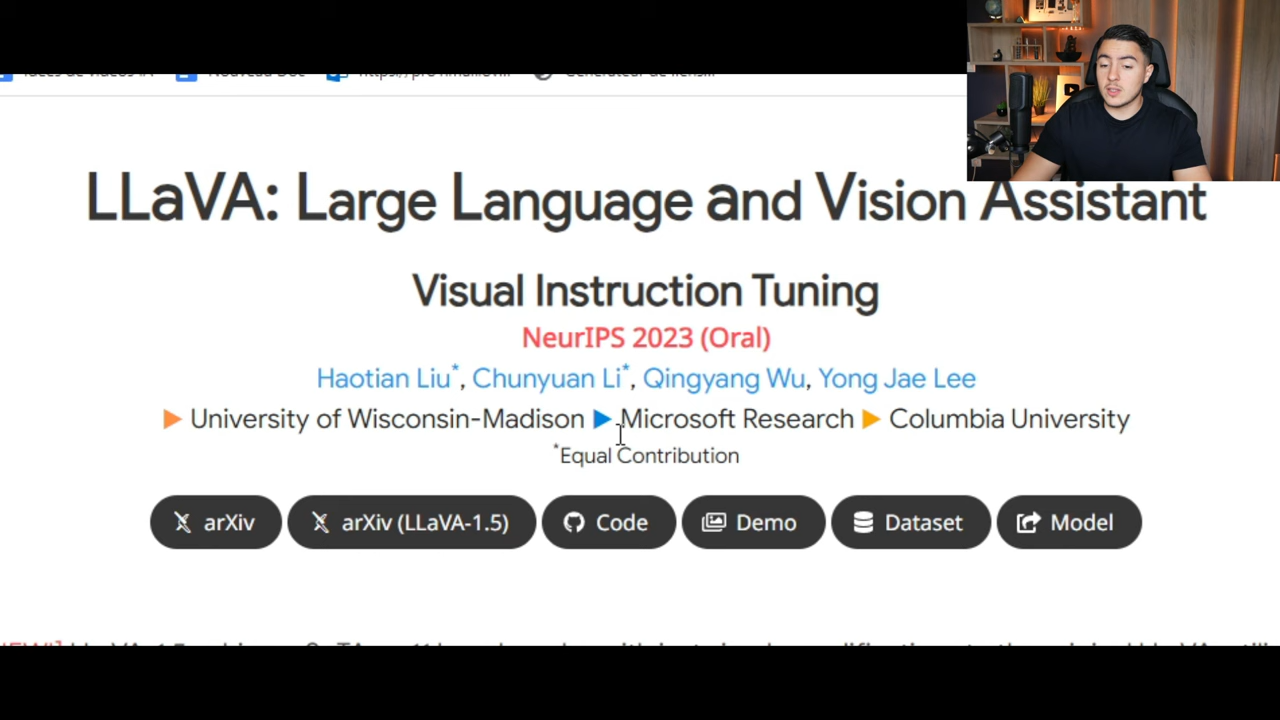 LLaVA: Large Language and Vision Assistant
Visual Instruction Tuning
NeurIPS 2023 (Oral)
Haotian Liu*, Chunyuan Li*, Qingyang Wu, Yong Jae Lee
▶ University of Wisconsin-Madison ▶ Microsoft Research ▶ Columbia University
*Equal Contribution
arXiv arXiv (LLaVA-1.5) Code Demo Dataset Model